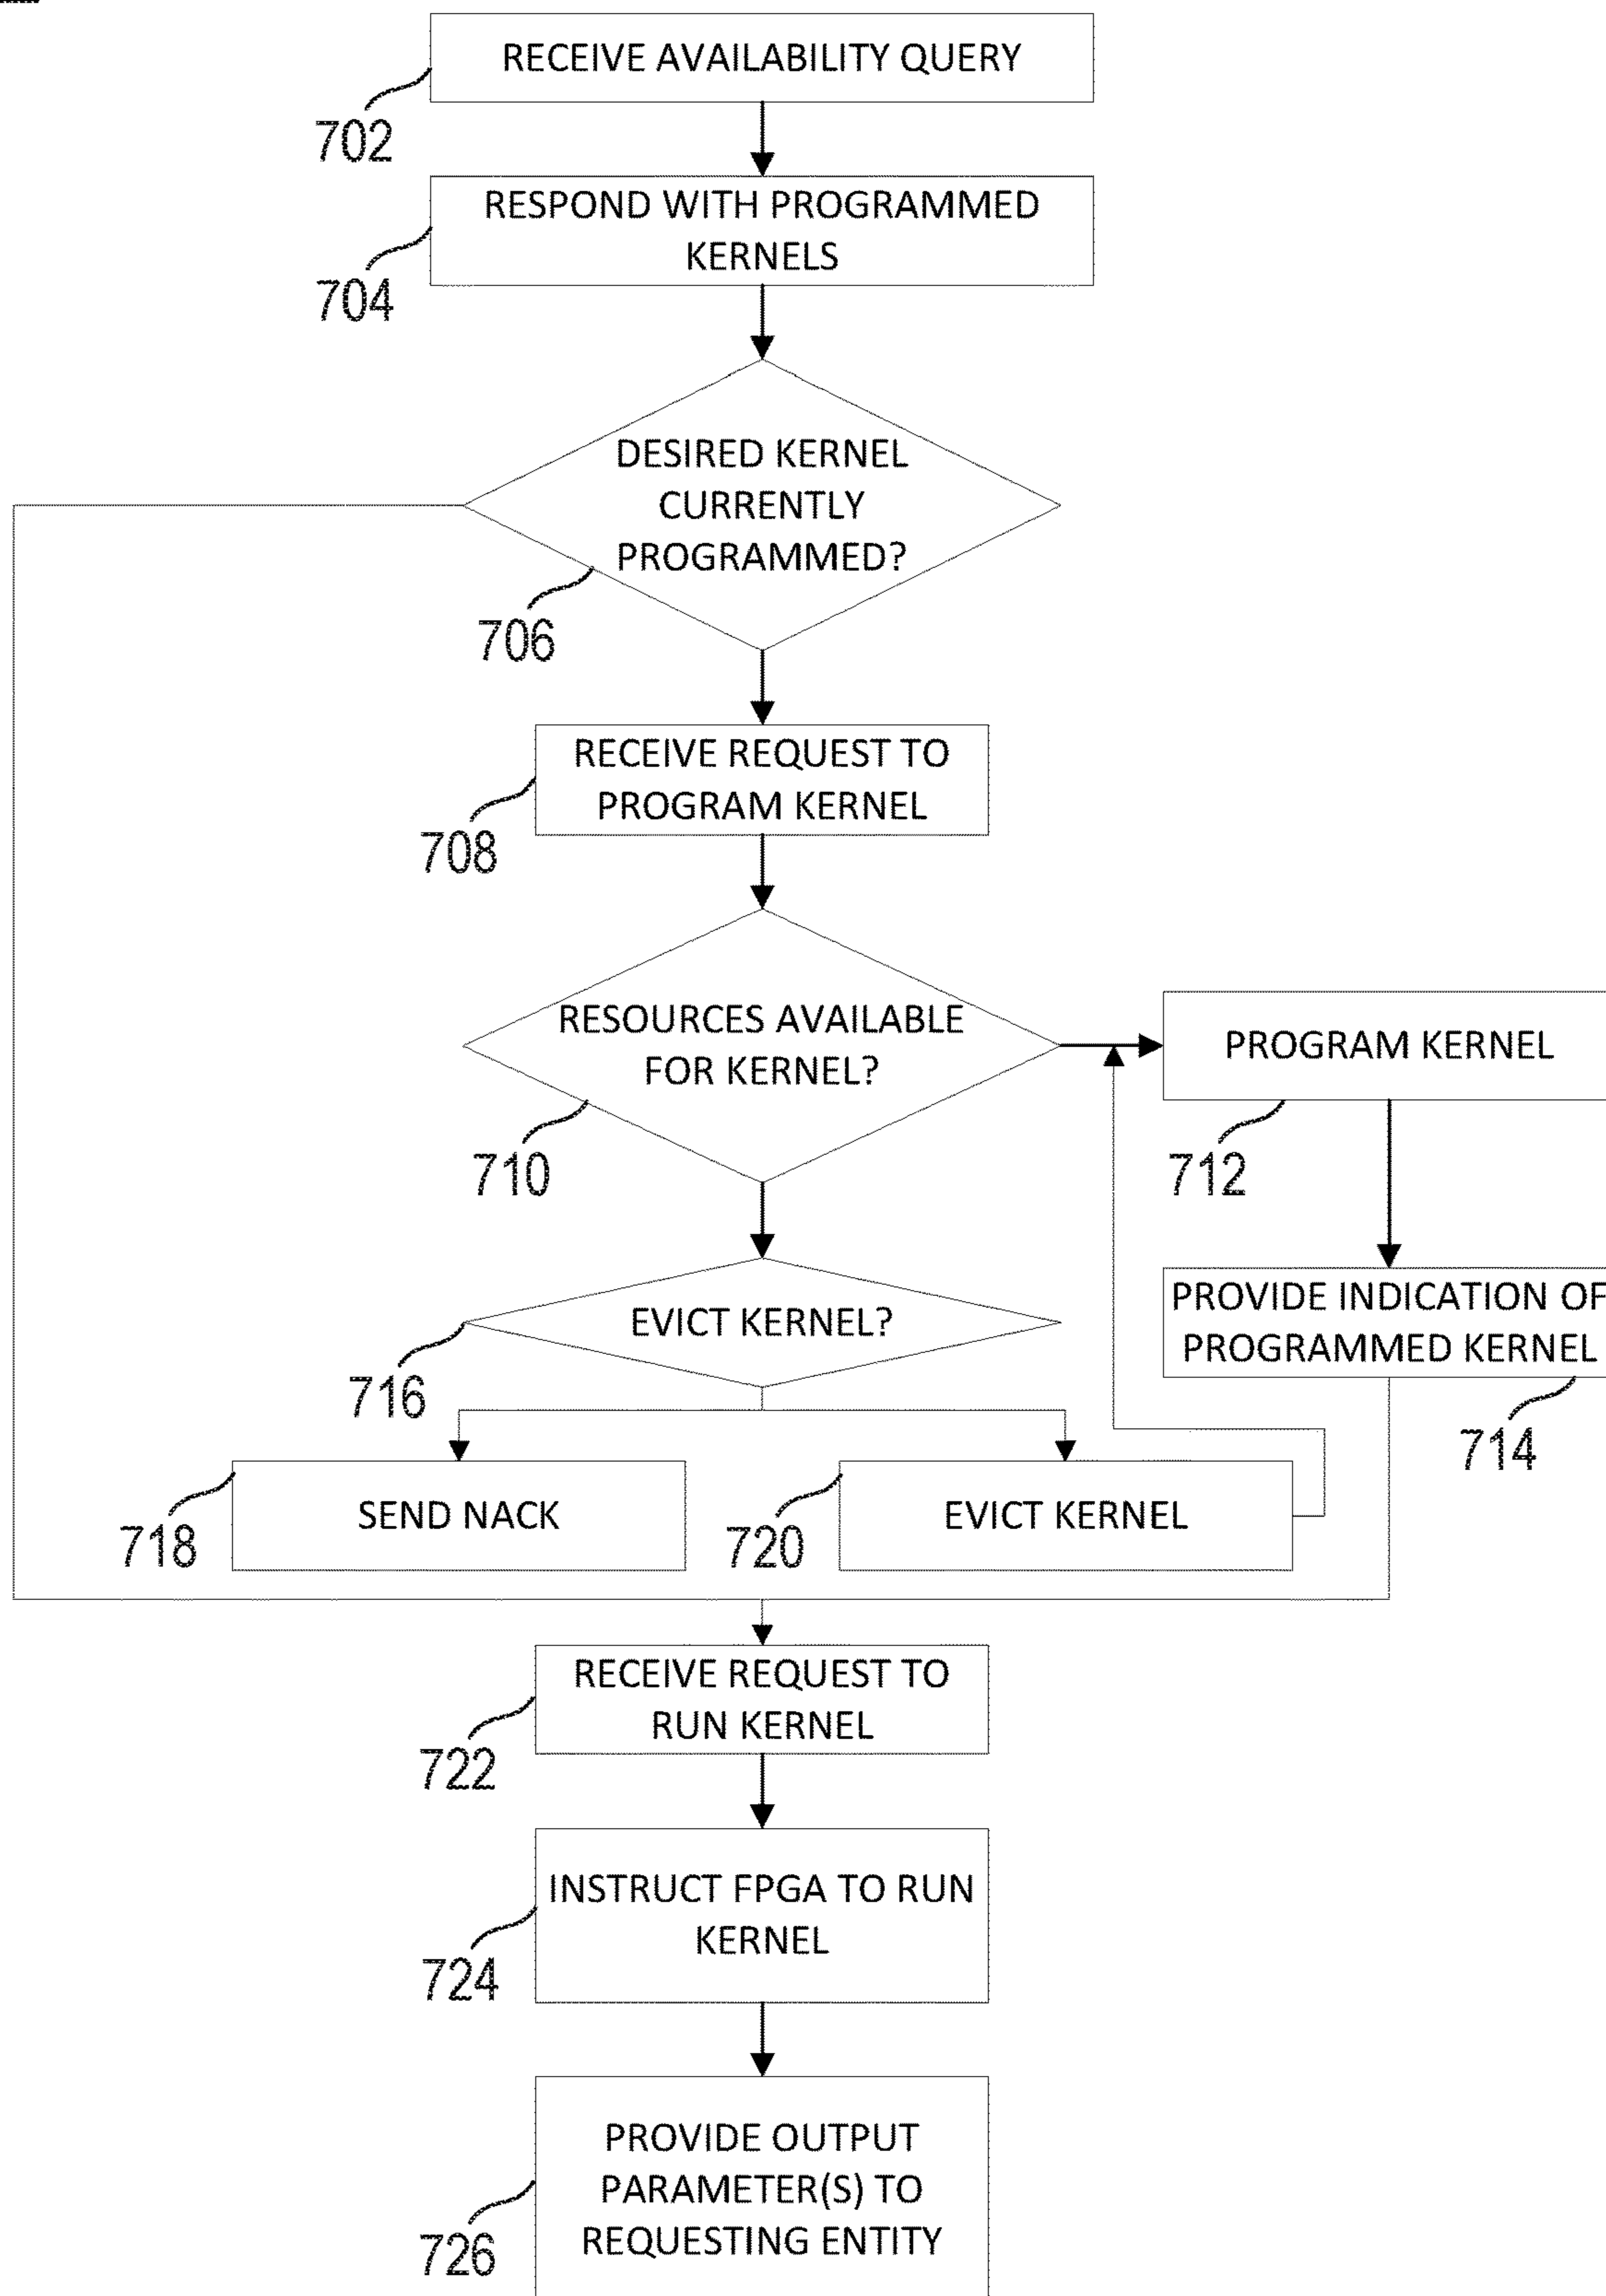 RECEIVE AVAILABILITY QUERY
702
RESPOND WITH PROGRAMMED
KERNELS
704
DESIRED KERNEL
CURRENTLY
PROGRAMMED?
706
RECEIVE REQUEST TO
PROGRAM KERNEL
708
RESOURCES AVAILABLE
FOR KERNEL?
710
PROGRAM KERNEL
712
PROVIDE INDICATION OF
PROGRAMMED KERNEL
714
EVICT KERNEL?
716
SEND NACK
718
EVICT KERNEL
720
RECEIVE REQUEST TO
RUN KERNEL
722
INSTRUCT FPGA TO RUN
KERNEL
724
PROVIDE OUTPUT
PARAMETER(S) TO
REQUESTING ENTITY
726